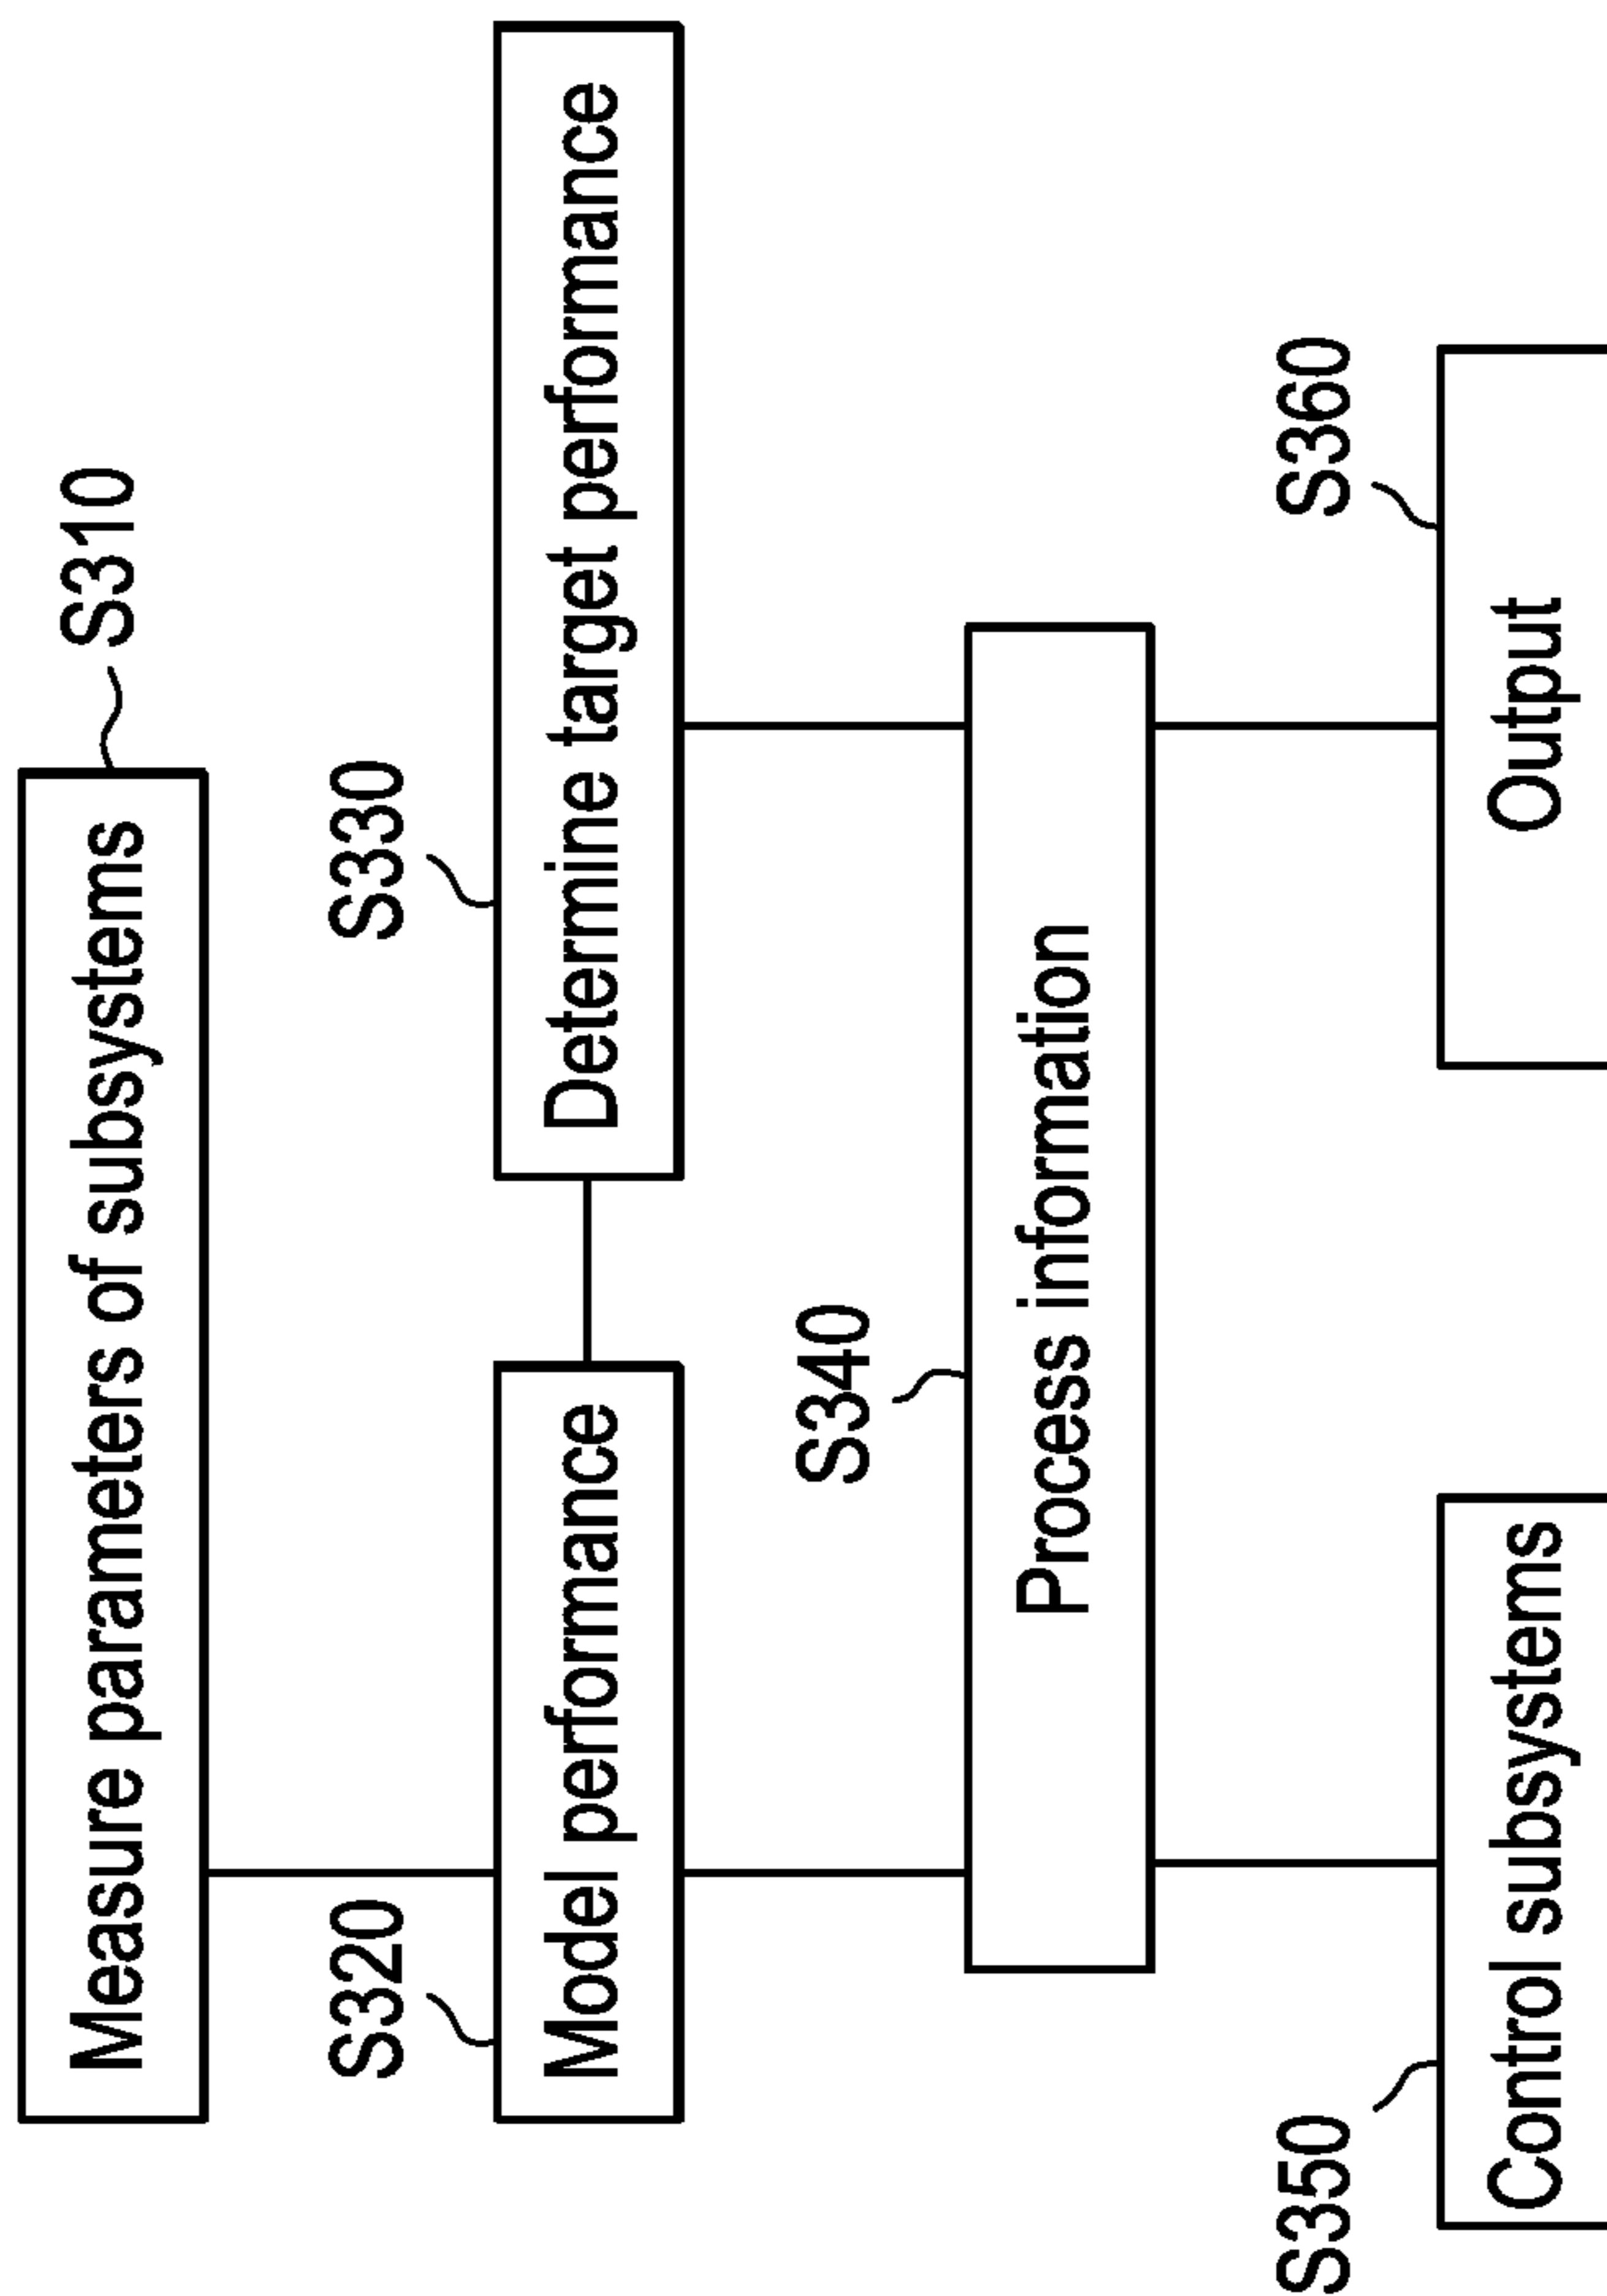 Measure parameters of subsystems
S310
S320
S330
Model performance
Determine target performance
S340
Process information
S350
S360
Control subsystems
Output